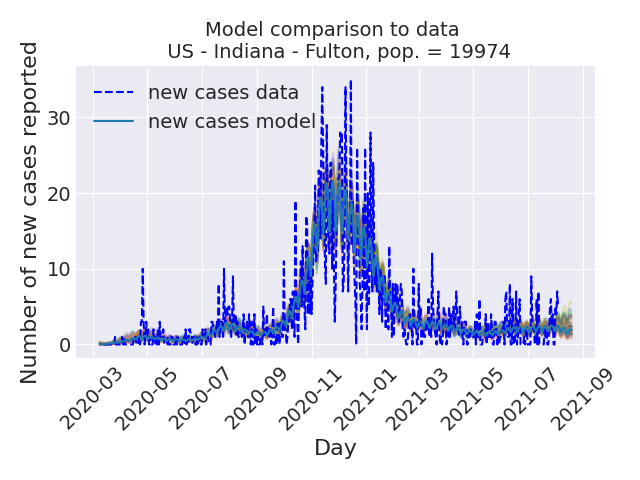 Model comparison to data
US - Indiana - Fulton, pop. = 19974
Number of new cases reported
30
20
10
0
new cases data
new cases model
2020-03
2020-05
2020-07
2020-09
2020-11
2021-01
2021-03
2021-05
2021-07
2021-09
Day